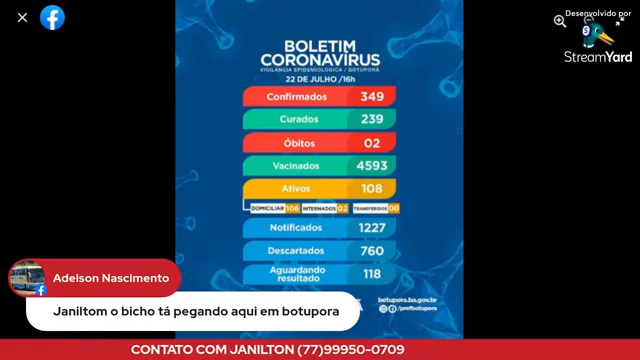 Desenvolvido por
StreamYard
BOLETIM
CORONAVÍRUS
VIGILÂNCIA EPIDEMIOLÓGICA / BOTUPORÃ
22 DE JULHO /16h
Confirmados 349
Curados 239
Óbitos 02
Vacinados 4593
Ativos 108
DOMICILIAR 106 INTERNADOS 02 TRANSFERIDOS 00
Notificados 1227
Descartados 760
Aguardando
resultado 118
botupora.ba.gov.br
/prefbotupora
Adelson Nascimento
Janiltom o bicho tá pegando aqui em botupora
CONTATO COM JANILTON (77)99950-0709